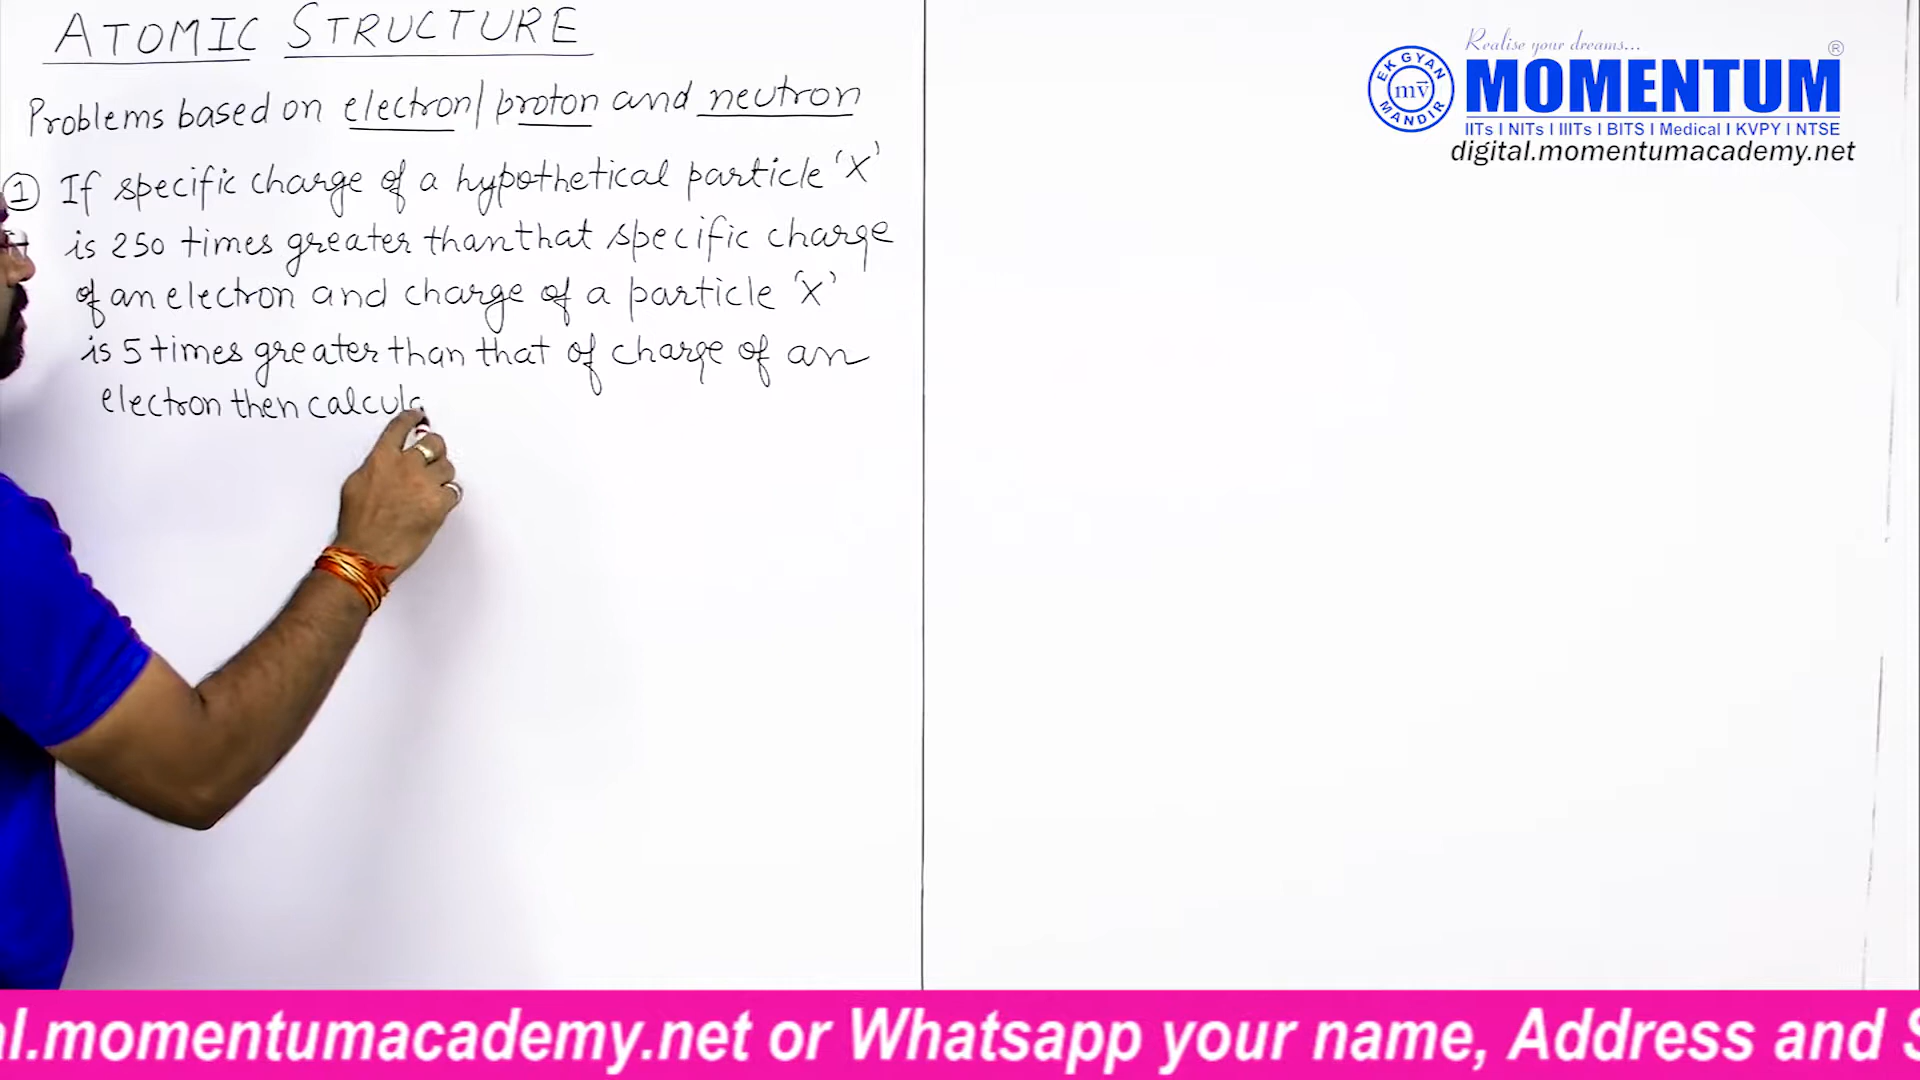 ATOMIC STRUCTURE
Problems based on electron/proton and neutron
① If specific charge of a hypothetical particle 'X'
is 250 times greater than that specific charge
of an electron and charge of a particle 'X'
is 5 times greater than that of charge of an
electron then calcula
Realise your dreams...
®
EK GYAN MANDIR
mv
MOMENTUM
IITs I NITs I IIITs I BITS I Medical I KVPY I NTSE
digital.momentumacademy.net
al.momentumacademy.net or Whatsapp your name, Address and S